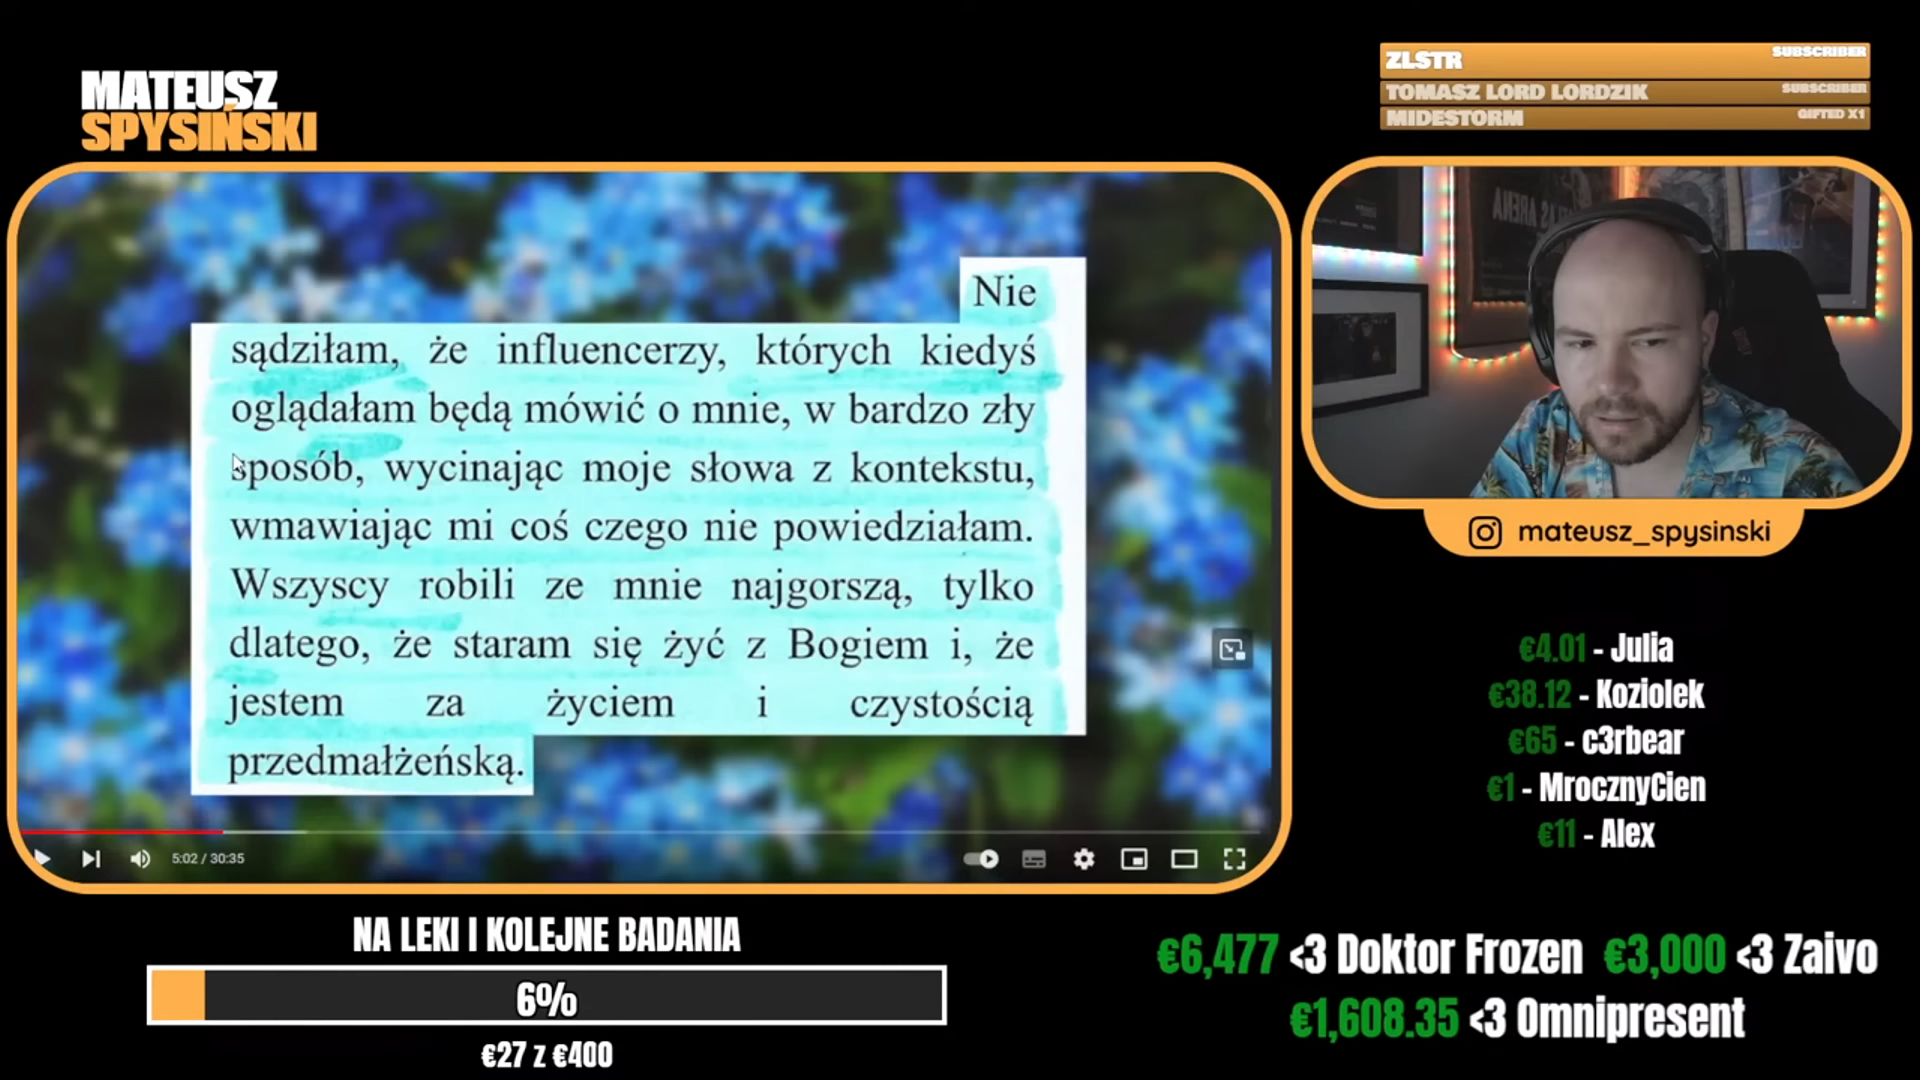 MATEUSZ
SPYSIŃSKI
ZLSTR SUBSCRIBER
TOMASZ LORD LORDZIK SUBSCRIBER
MIDESTORM GIFTED X1
Nie
sądziłam, że influencerzy, których kiedyś
oglądałam będą mówić o mnie, w bardzo zły
sposób, wycinając moje słowa z kontekstu,
wmawiając mi coś czego nie powiedziałam.
Wszyscy robili ze mnie najgorszą, tylko
dlatego, że staram się żyć z Bogiem i, że
jestem za życiem i czystością
przedmałżeńską.
5:02 / 30:35
mateusz_spysinski
€4.01 - Julia
€38.12 - Koziolek
€65 - c3rbear
€1 - MrocznyCien
€11 - Alex
NA LEKI I KOLEJNE BADANIA
6%
€27 z €400
€6,477 <3 Doktor Frozen €3,000 <3 Zaivo
€1,608.35 <3 Omnipresent